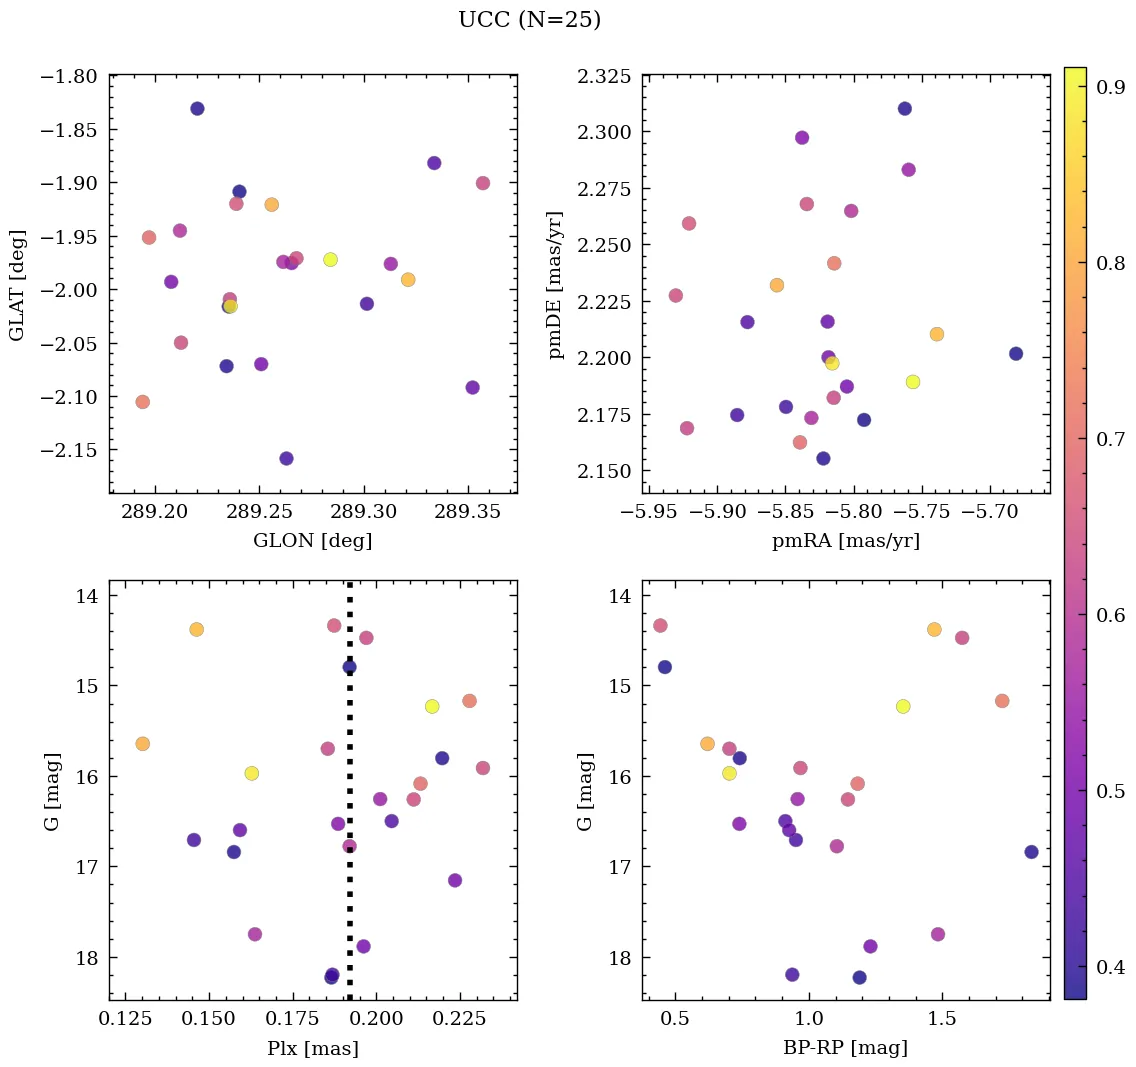 UCC (N=25)
−1.80
−1.85
−1.90
−1.95
−2.00
−2.05
−2.10
−2.15
GLAT [deg]
289.20 289.25 289.30 289.35
GLON [deg]
2.325
2.300
2.275
2.250
2.225
2.200
2.175
2.150
pmDE [mas/yr]
−5.95 −5.90 −5.85 −5.80 −5.75 −5.70
pmRA [mas/yr]
14
15
16
17
18
G [mag]
0.125 0.150 0.175 0.200 0.225
Plx [mas]
14
15
16
17
18
G [mag]
0.5 1.0 1.5
BP-RP [mag]
0.9
0.8
0.7
0.6
0.5
0.4